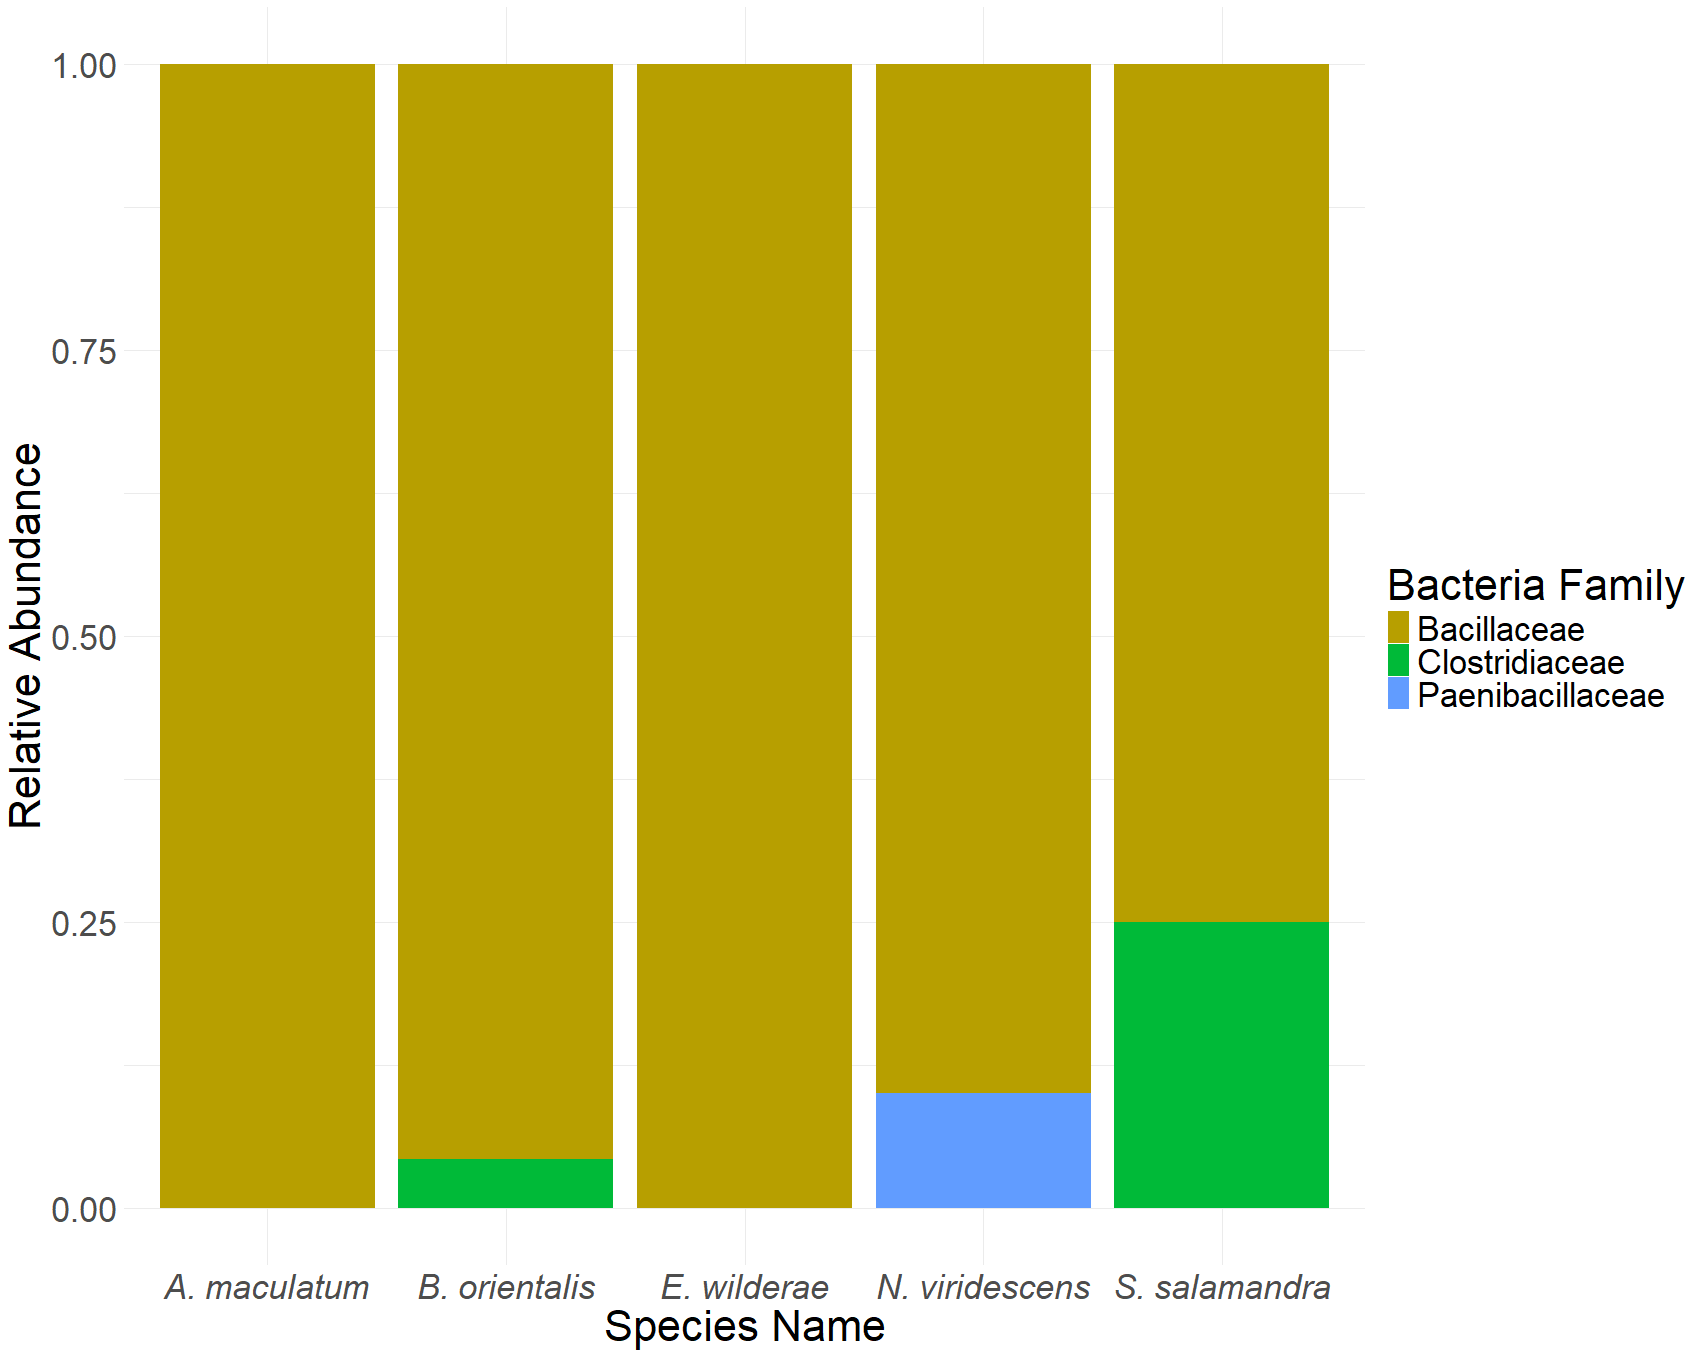 Relative Abundance
1.00
0.75
0.50
0.25
0.00
A. maculatum
B. orientalis
E. wilderae
N. viridescens
S. salamandra
Species Name
Bacteria Family
Bacillaceae
Clostridiaceae
Paenibacillaceae